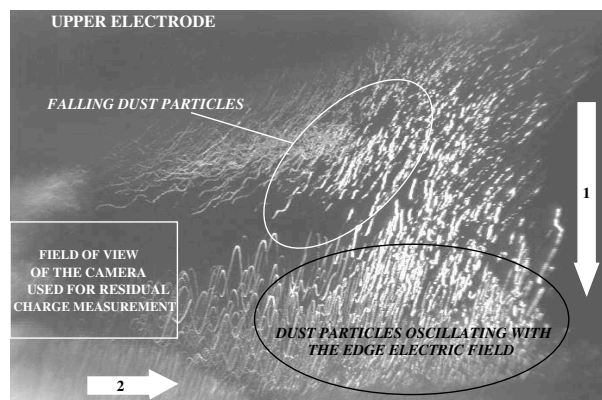 UPPER ELECTRODE
FALLING DUST PARTICLES
1
FIELD OF VIEW
OF THE CAMERA
USED FOR RESIDUAL
CHARGE MEASUREMENT
DUST PARTICLES OSCILLATING WITH
THE EDGE ELECTRIC FIELD
2